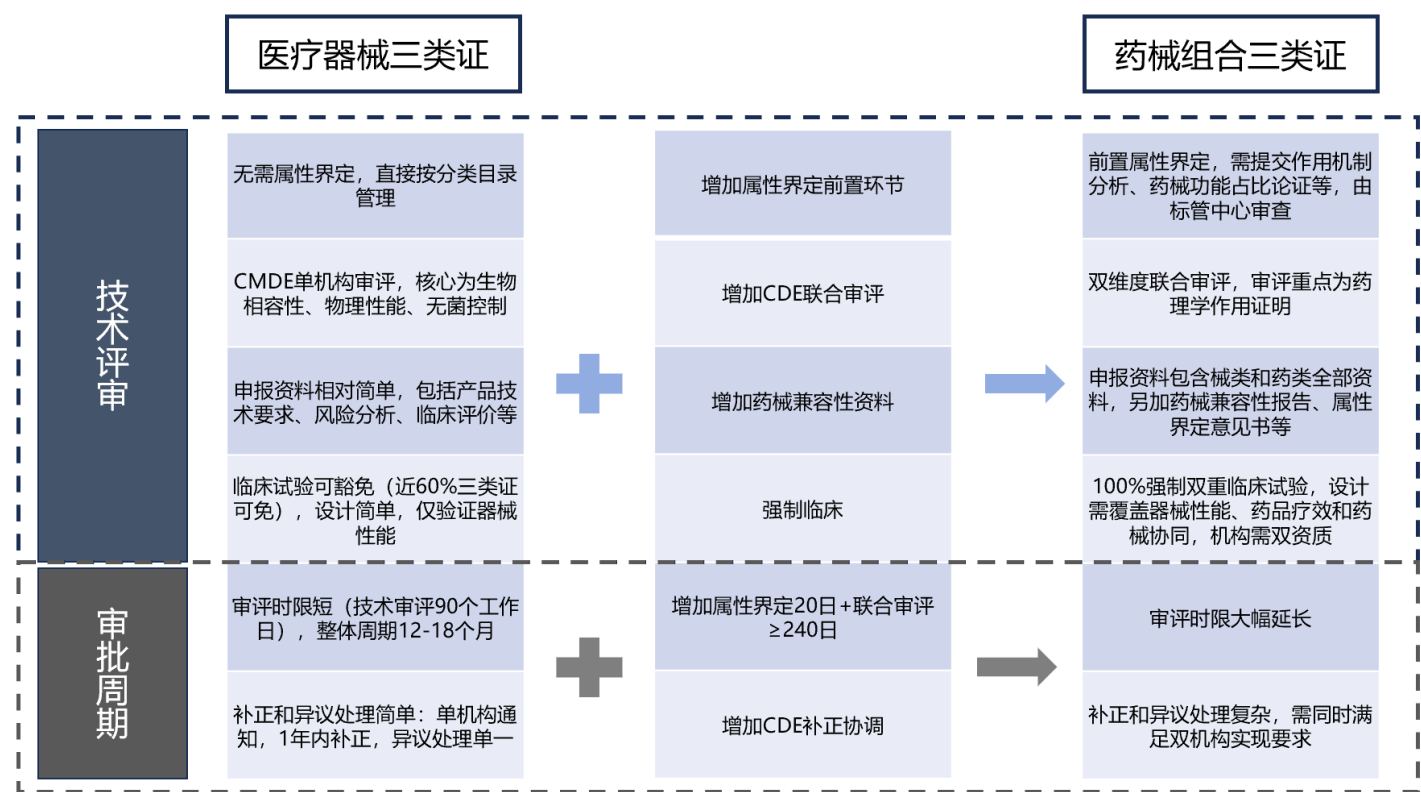 医疗器械三类证
药械组合三类证
技术评审
无需属性界定，直接按分类目录
管理
增加属性界定前置环节
前置属性界定，需提交作用机制
分析、药械功能占比论证等，由
标管中心审查
CMDE单机构审评，核心为生物
相容性、物理性能、无菌控制
增加CDE联合审评
双维度联合审评，审评重点为药
理学作用证明
申报资料相对简单，包括产品技
术要求、风险分析、临床评价等
增加药械兼容性资料
申报资料包含械类和药类全部资
料，另加药械兼容性报告、属性
界定意见书等
临床试验可豁免（近60%三类证
可免），设计简单，仅验证器械
性能
强制临床
100%强制双重临床试验，设计
需覆盖器械性能、药品疗效和药
械协同，机构需双资质
审批周期
审评时限短（技术审评90个工作
日），整体周期12-18个月
增加属性界定20日+联合审评
≥240日
审评时限大幅延长
补正和异议处理简单：单机构通
知，1年内补正，异议处理单一
增加CDE补正协调
补正和异议处理复杂，需同时满
足双机构实现要求